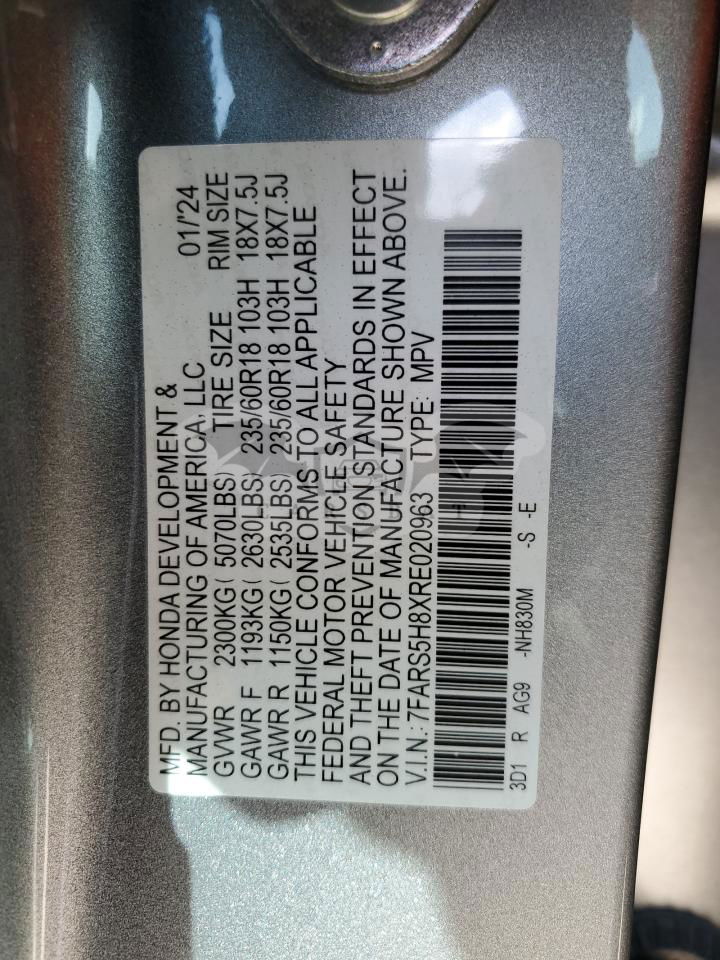 MFD. BY HONDA DEVELOPMENT &
MANUFACTURING OF AMERICA, LLC 01/'24
GVWR 2300KG( 5070LBS) TIRE SIZE RIM SIZE
GAWR F 1193KG( 2630LBS) 235/60R18 103H 18X7.5J
GAWR R 1150KG( 2535LBS) 235/60R18 103H 18X7.5J
THIS VEHICLE CONFORMS TO ALL APPLICABLE
FEDERAL MOTOR VEHICLE SAFETY
AND THEFT PREVENTION STANDARDS IN EFFECT
ON THE DATE OF MANUFACTURE SHOWN ABOVE.
V.I.N.: 7FARS5H8XRE020963 TYPE: MPV
3D1 R AG9 -NH830M -S -E